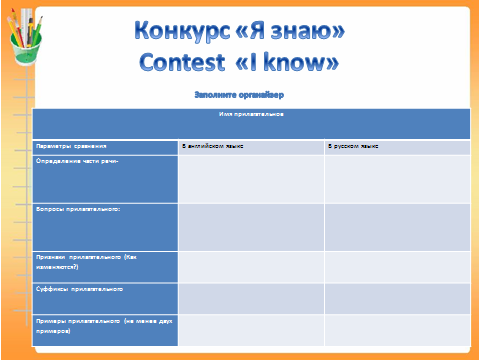 Конкурс «Я знаю»
Contest «I know»
Заполните органайзер
Имя прилагательное
Параметры сравнения
В английском языке
В русском языке
Определение части речи-
Вопросы прилагательного:
Признаки прилагательного (Как
изменяются?)
Суффиксы прилагательного
Примеры прилагательного (не менее двух
примеров)